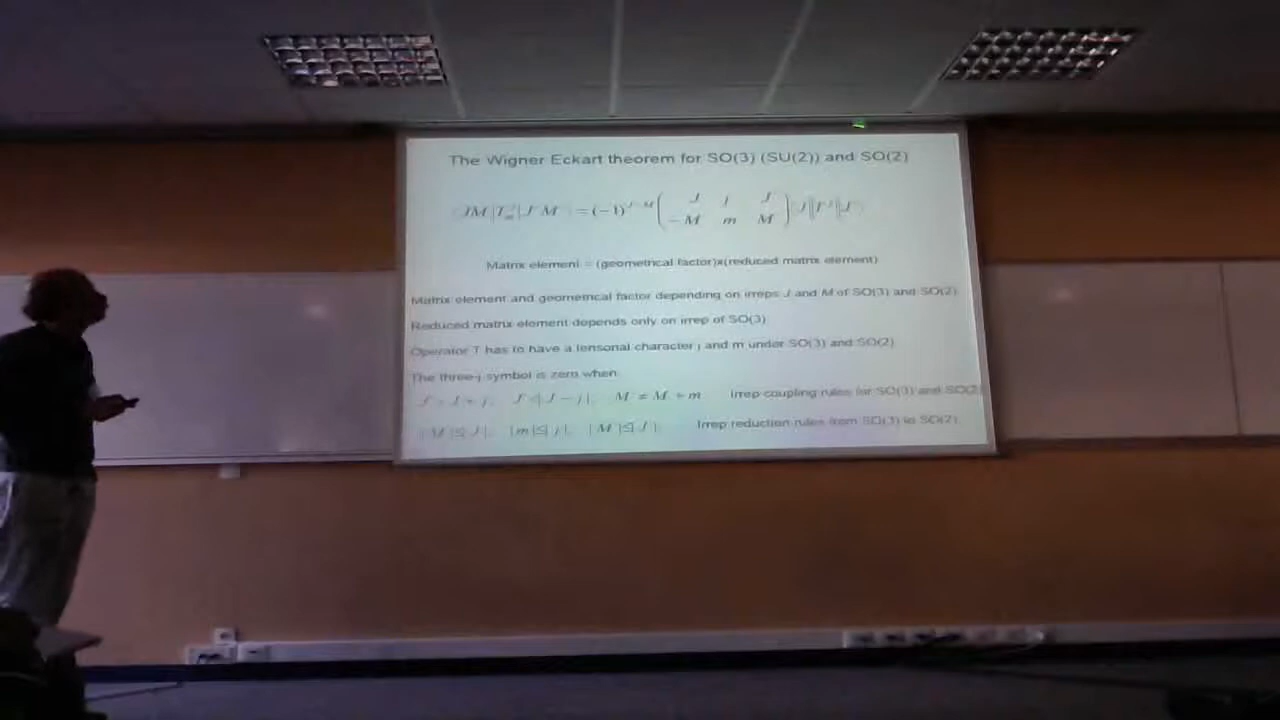 The Wigner Eckart theorem for SO(3) (SU(2)) and SO(2)
JM|T J M = (-1)^{J-M} ( J j J
-M m M ) J||T^j||J
Matrix element = (geometrical factor)x(reduced matrix element)
Matrix element and geometrical factor depending on irreps J and M of SO(3) and SO(2)
Reduced matrix element depends only on irrep of SO(3)
Operator T has to have a tensorial character j and m under SO(3) and SO(2)
The three-j symbol is zero when
J > J + j, J < |J - j|, M ≠ M + m Irrep coupling rules for SO(3) and SO(2)
|M|≤J|, |m|≤j|, |M|≤J| Irrep reduction rules from SO(3) to SO(2)